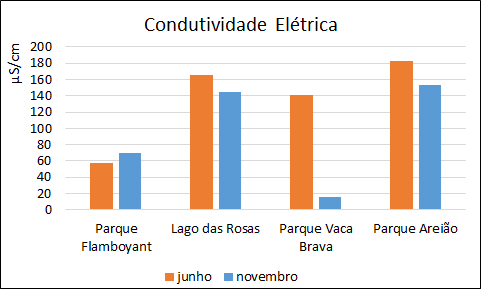 Condutividade Elétrica
µS/cm
200
180
160
140
120
100
80
60
40
20
0
Parque Flamboyant
Lago das Rosas
Parque Vaca Brava
Parque Areião
junho novembro